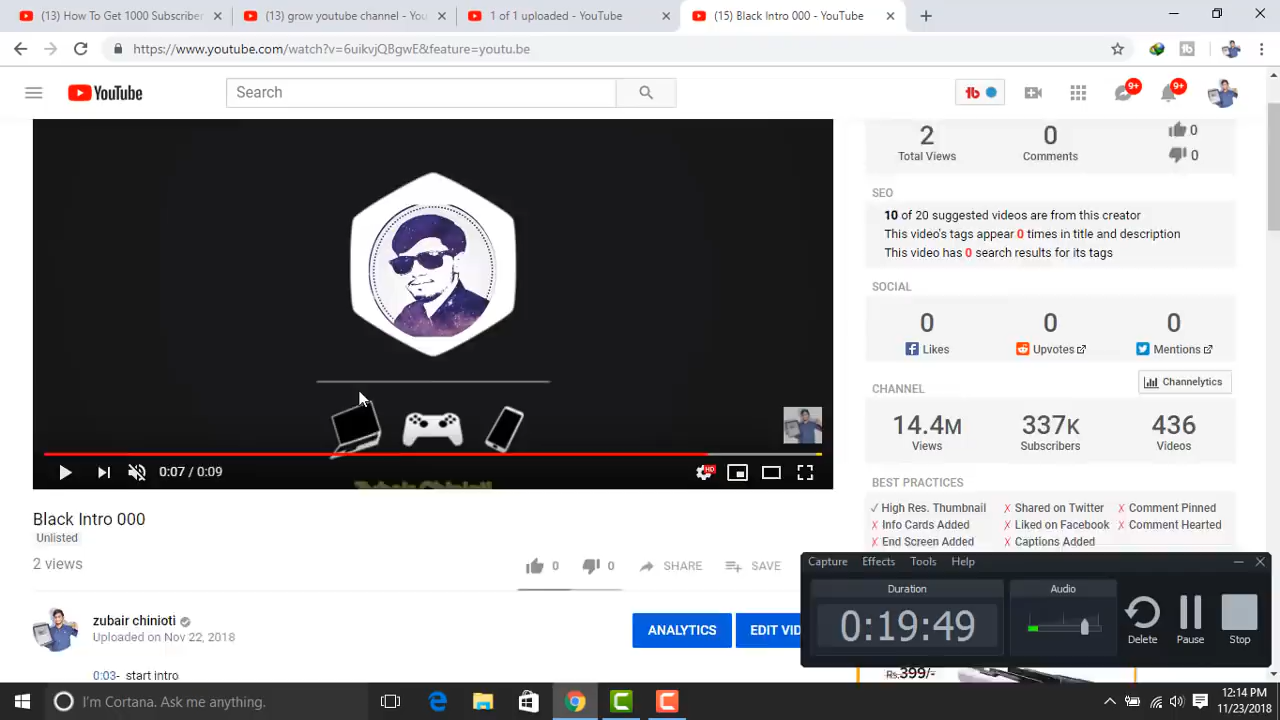 (13) How To Get 1000 Subscriber
(13) grow youtube channel - You
1 of 1 uploaded - YouTube
(15) Black Intro 000 - YouTube
https://www.youtube.com/watch?v=6uikvjQBgwE&feature=youtu.be
YouTube
Search
tb
9+
9+
2
Total Views
0
Comments
0
0
SEO
10 of 20 suggested videos are from this creator
This video's tags appear 0 times in title and description
This video has 0 search results for its tags
SOCIAL
0
Likes
0
Upvotes
0
Mentions
CHANNEL
Channelytics
14.4M
Views
337K
Subscribers
436
Videos
BEST PRACTICES
✓ High Res. Thumbnail
✗ Shared on Twitter
✗ Comment Pinned
✗ Info Cards Added
✗ Liked on Facebook
✗ Comment Hearted
✗ End Screen Added
✗ Captions Added
Zubair Chinioti
0:07 / 0:09
HD
Black Intro 000
Unlisted
2 views
0
0
SHARE
SAVE
zubair chinioti
Uploaded on Nov 22, 2018
ANALYTICS
EDIT VID
0:03- start intro
Capture Effects Tools Help
Duration
0:19:49
Audio
Delete
Pause
Stop
Rs.399/-
I'm Cortana. Ask me anything.
12:14 PM
11/23/2018